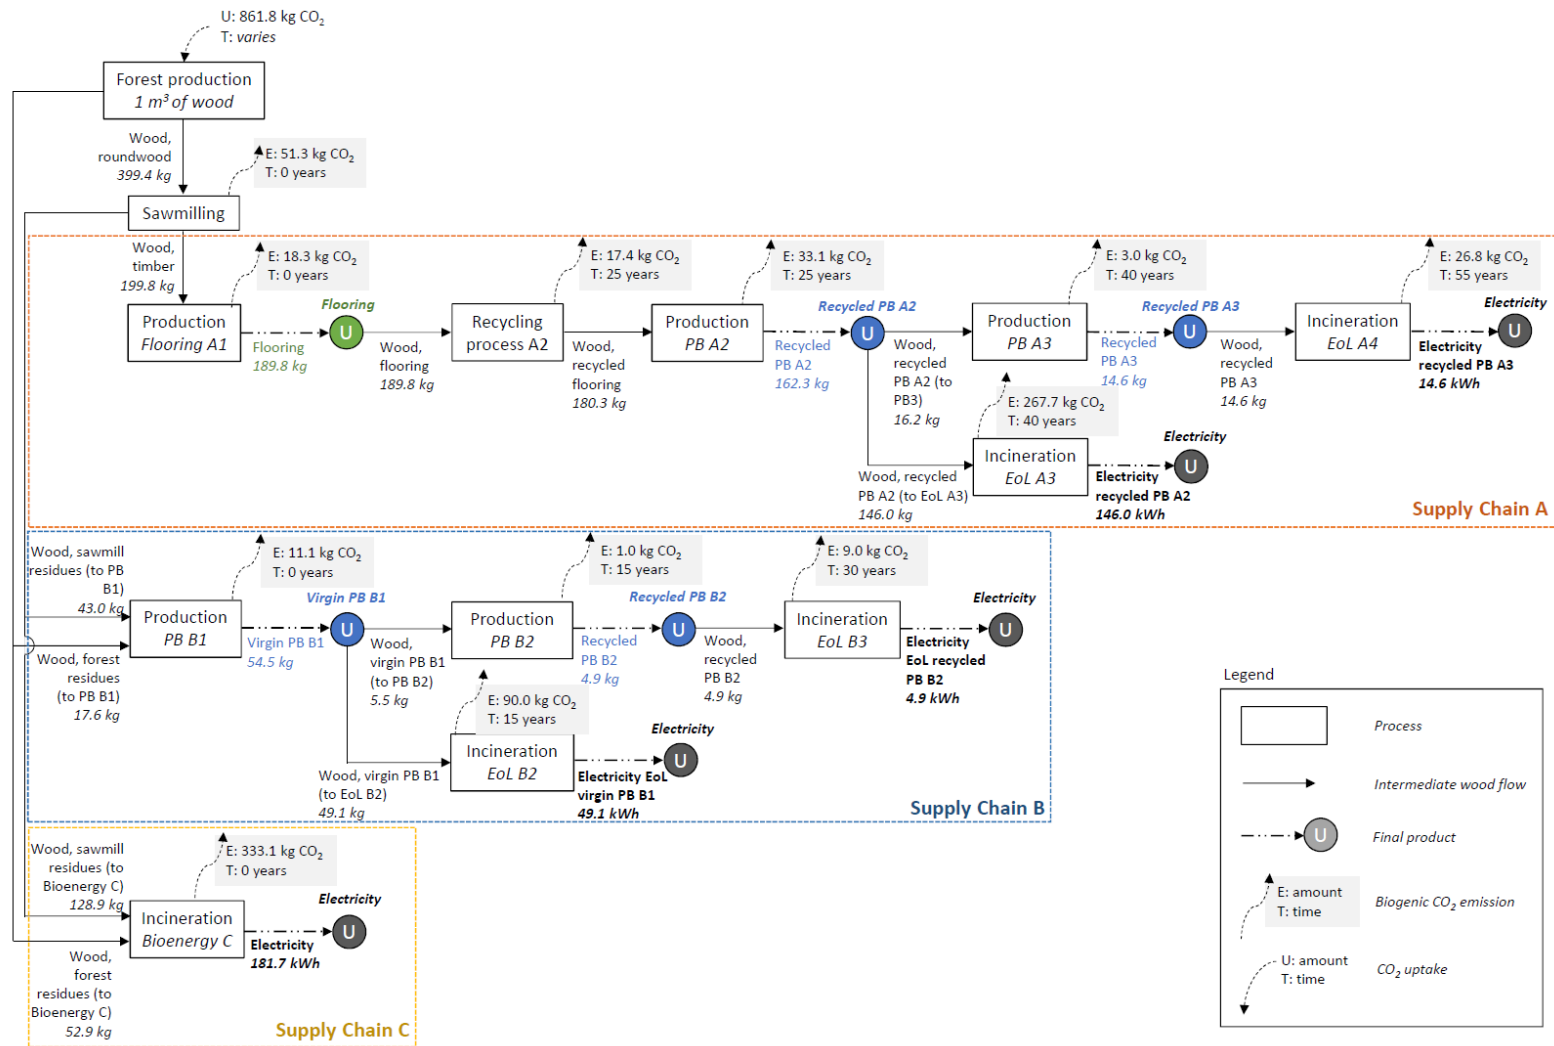 U: 861.8 kg CO2
T: varies
Forest production
1 m³ of wood
Wood,
roundwood
399.4 kg
E: 51.3 kg CO2
T: 0 years
Sawmilling
Wood,
timber
199.8 kg
E: 18.3 kg CO2
T: 0 years
Production
Flooring A1
Flooring
U
Flooring
189.8 kg
Wood,
flooring
189.8 kg
E: 17.4 kg CO2
T: 25 years
Recycling
process A2
Wood,
recycled
flooring
180.3 kg
E: 33.1 kg CO2
T: 25 years
Production
PB A2
Recycled PB A2
U
Recycled
PB A2
162.3 kg
Wood,
recycled
PB A2 (to
PB3)
16.2 kg
E: 3.0 kg CO2
T: 40 years
Production
PB A3
Recycled PB A3
U
Recycled
PB A3
14.6 kg
Wood,
recycled
PB A3
14.6 kg
E: 26.8 kg CO2
T: 55 years
Incineration
EoL A4
Electricity
U
Electricity
recycled PB A3
14.6 kWh
E: 267.7 kg CO2
T: 40 years
Wood, recycled
PB A2 (to EoL A3)
146.0 kg
Incineration
EoL A3
Electricity
U
Electricity
recycled PB A2
146.0 kWh
Supply Chain A
Wood, sawmill
residues (to PB
B1)
43.0 kg
Wood, forest
residues
(to PB B1)
17.6 kg
E: 11.1 kg CO2
T: 0 years
Production
PB B1
Virgin PB B1
U
Virgin PB B1
54.5 kg
Wood,
virgin PB B1
(to PB B2)
5.5 kg
E: 1.0 kg CO2
T: 15 years
Production
PB B2
Recycled PB B2
U
Recycled
PB B2
4.9 kg
Wood,
recycled
PB B2
4.9 kg
E: 9.0 kg CO2
T: 30 years
Incineration
EoL B3
Electricity
U
Electricity
EoL recycled
PB B2
4.9 kWh
E: 90.0 kg CO2
T: 15 years
Wood, virgin PB B1
(to EoL B2)
49.1 kg
Incineration
EoL B2
Electricity
U
Electricity EoL
virgin PB B1
49.1 kWh
Supply Chain B
Wood, sawmill
residues (to
Bioenergy C)
128.9 kg
Wood,
forest
residues (to
Bioenergy C)
52.9 kg
E: 333.1 kg CO2
T: 0 years
Incineration
Bioenergy C
Electricity
U
Electricity
181.7 kWh
Supply Chain C
Legend
Process
Intermediate wood flow
U
Final product
E: amount
T: time
Biogenic CO2 emission
U: amount
T: time
CO2 uptake